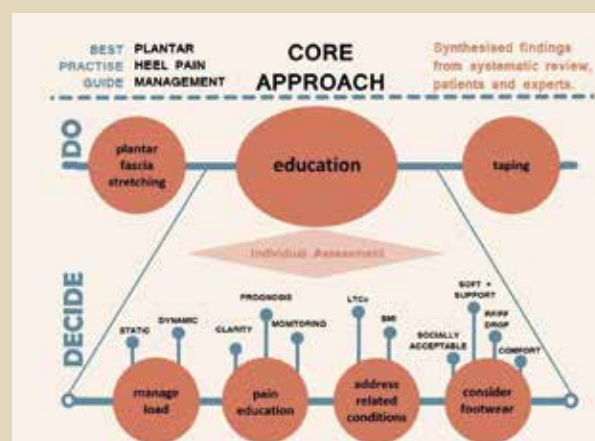 BEST PLANTAR
PRACTISE HEEL PAIN
GUIDE MANAGEMENT
CORE
APPROACH
Synthesised findings
from systematic review,
patients and experts.
DO
plantar
fascia
stretching
education
taping
Individual Assessment
DECIDE
STATIC
DYNAMIC
CLARITY
PROGNOSIS
MONITORING
LTCs
BMI
SOCIALLY
ACCEPTABLE
SOFT +
SUPPORT
DROP
COMFORT
manage
load
pain
education
address
related
conditions
consider
footwear